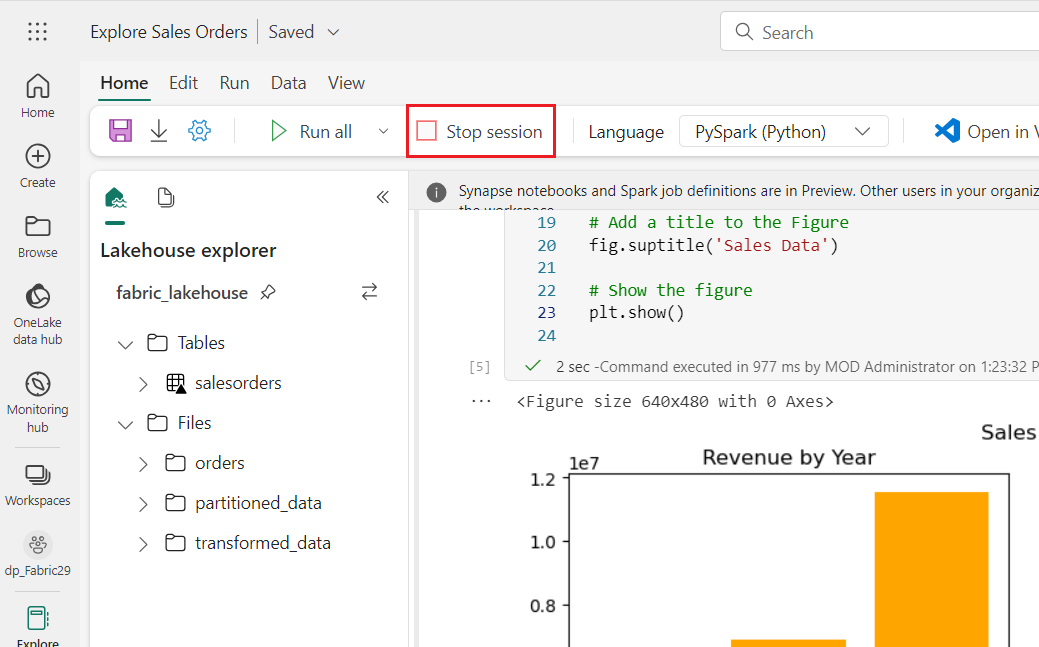 Explore Sales Orders
Saved
Search
Home
Edit
Run
Data
View
Run all
Stop session
Language
PySpark (Python)
Open in
Home
Create
Browse
OneLake
data hub
Monitoring
hub
Workspaces
dp_Fabric29
Explore
Lakehouse explorer
fabric_lakehouse
Tables
salesorders
Files
orders
partitioned_data
transformed_data
Synapse notebooks and Spark job definitions are in Preview. Other users in your
the workspace.
19 # Add a title to the Figure
20 fig.suptitle('Sales Data')
21
22 # Show the figure
23 plt.show()
24
[5]
2 sec -Command executed in 977 ms by MOD Administrator on 1:23:32 P
<Figure size 640x480 with 0 Axes>
Sales
1e7
Revenue by Year
1.2
1.0
0.8